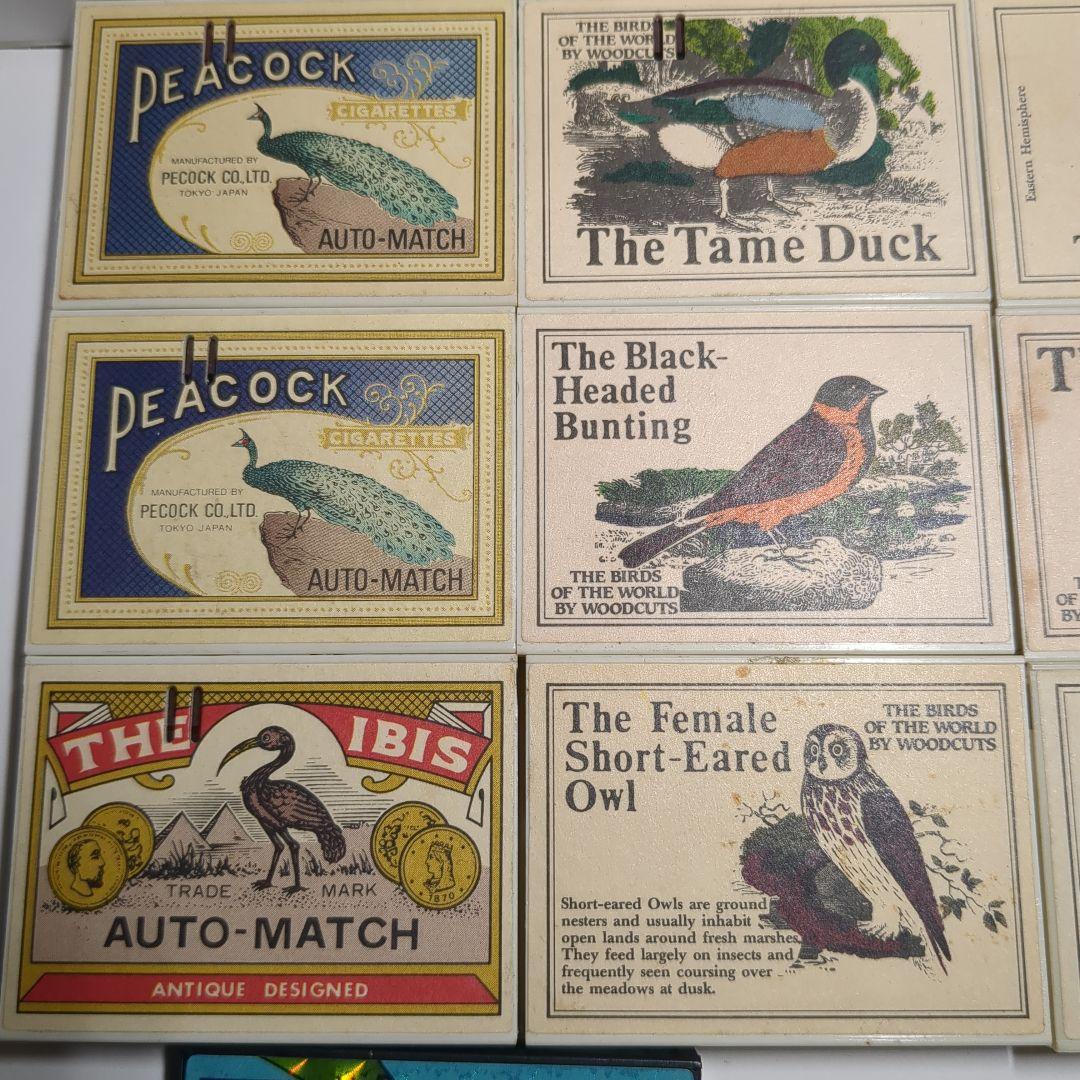 PEACOCK
CIGARETTES
MANUFACTURED BY
PECOCK CO.,LTD.
TOKYO JAPAN
AUTO-MATCH
THE BIRDS
OF THE WORLD
BY WOODCUTS
The Tame Duck
Eastern Hemisphere
PEACOCK
CIGARETTES
MANUFACTURED BY
PECOCK CO.,LTD.
TOKYO JAPAN
AUTO-MATCH
The Black-
Headed
Bunting
THE BIRDS
OF THE WORLD
BY WOODCUTS
THE IBIS
TRADE MARK
1870
AUTO-MATCH
ANTIQUE DESIGNED
The Female
Short-Eared
Owl
THE BIRDS
OF THE WORLD
BY WOODCUTS
Short-eared Owls are ground
nesters and usually inhabit
open lands around fresh marshes.
They feed largely on insects and
frequently seen coursing over
the meadows at dusk.